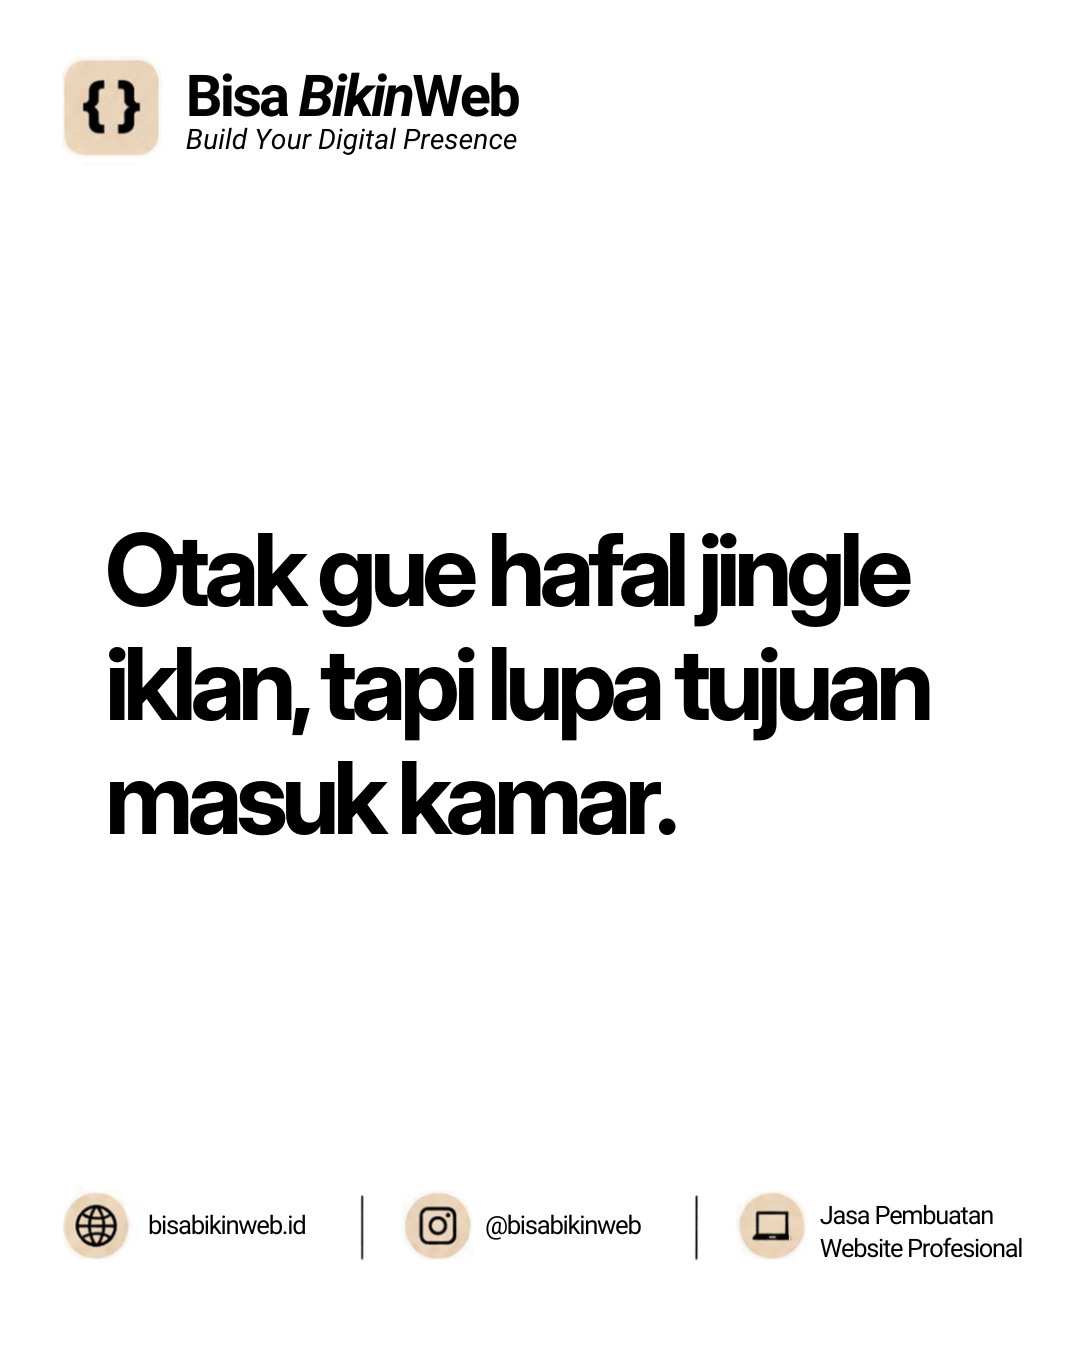 { }
Bisa BikinWeb
Build Your Digital Presence
Otak gue hafal jingle
iklan, tapi lupa tujuan
masuk kamar.
bisabikinweb.id
@bisabikinweb
Jasa Pembuatan
Website Profesional